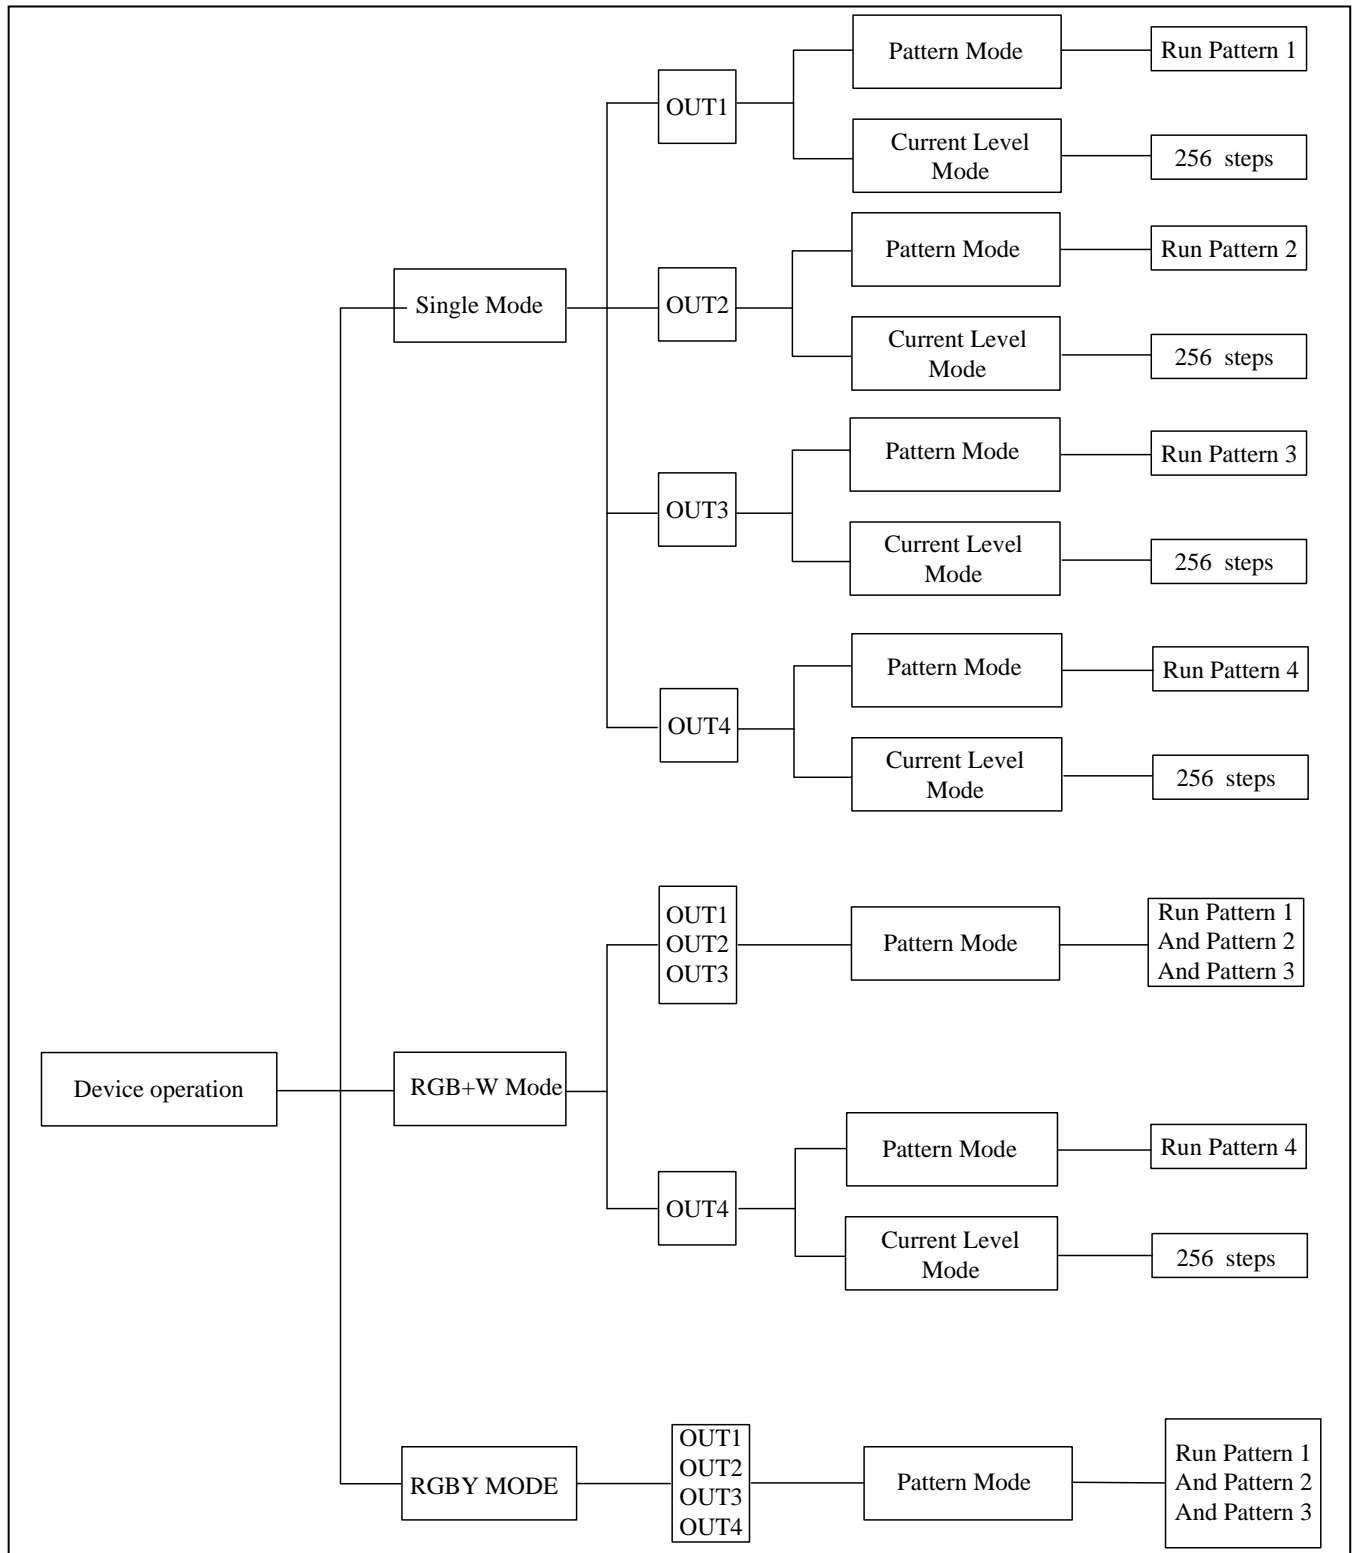 Pattern Mode
Run Pattern 1
OUT1
Current Level
Mode
256 steps
Pattern Mode
Run Pattern 2
Single Mode
OUT2
Current Level
Mode
256 steps
Pattern Mode
Run Pattern 3
OUT3
Current Level
Mode
256 steps
Pattern Mode
Run Pattern 4
OUT4
Current Level
Mode
256 steps
OUT1
OUT2
OUT3
Pattern Mode
Run Pattern 1
And Pattern 2
And Pattern 3
Device operation
RGB+W Mode
Pattern Mode
Run Pattern 4
OUT4
Current Level
Mode
256 steps
RGBY MODE
OUT1
OUT2
OUT3
OUT4
Pattern Mode
Run Pattern 1
And Pattern 2
And Pattern 3